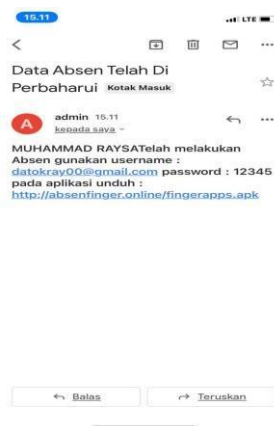 15.11
LTE
Data Absen Telah Di
Perbaharui Kotak Masuk
A
admin 15.11
kepada saya
MUHAMMAD RAYSATelah melakukan
Absen gunakan username :
datokray00@gmail.com password : 12345
pada aplikasi unduh :
http://absenfinger.online/fingerapps.apk
Balas
Teruskan